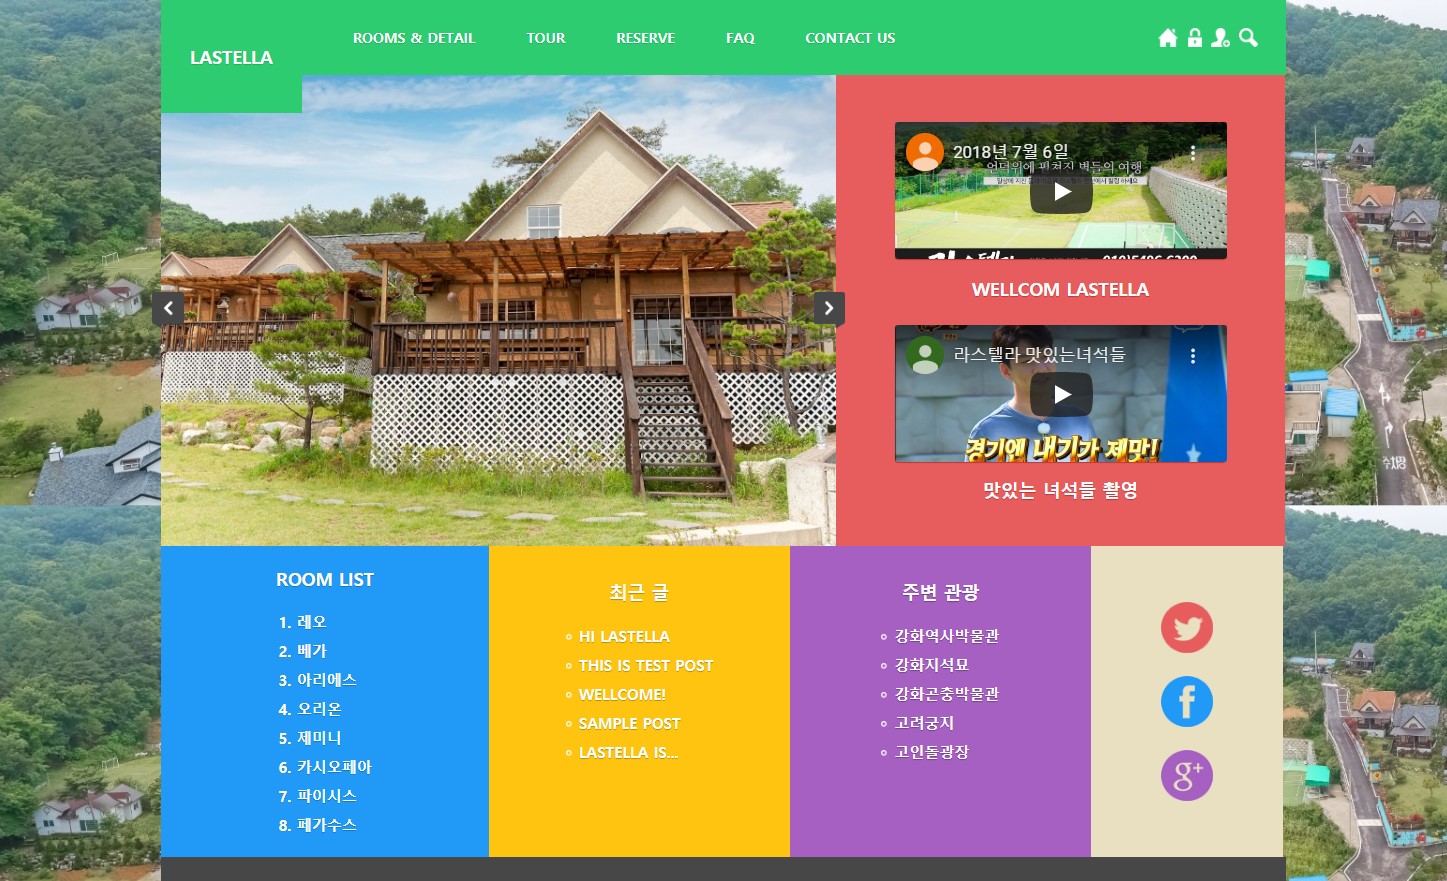 LASTELLA
ROOMS & DETAIL
TOUR
RESERVE
FAQ
CONTACT US
2018년 7월 6일
언덕위에 펼쳐진 별들의 여행
WELLCOM LASTELLA
라스텔라 맛있는녀석들
경기엔 내기가 제맛!
맛있는 녀석들 촬영
ROOM LIST
1. 레오
2. 베가
3. 아리에스
4. 오리온
5. 제미니
6. 카시오페아
7. 파이시스
8. 페가수스
최근 글
HI LASTELLA
THIS IS TEST POST
WELLCOME!
SAMPLE POST
LASTELLA IS...
주변 관광
강화역사박물관
강화지석묘
강화곤충박물관
고려궁지
고인돌광장